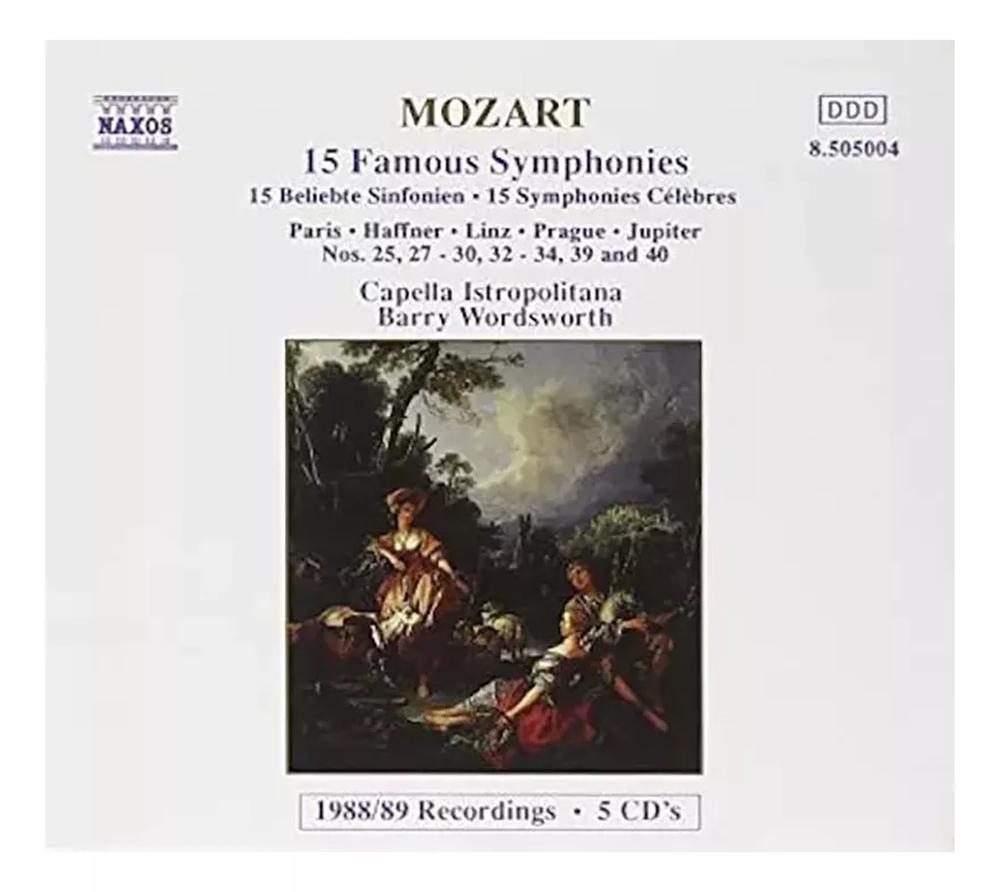 NAXOS
DDD
8.505004
MOZART
15 Famous Symphonies
15 Beliebte Sinfonien • 15 Symphonies Célèbres
Paris • Haffner • Linz • Prague • Jupiter
Nos. 25, 27 - 30, 32 - 34, 39 and 40
Capella Istropolitana
Barry Wordsworth
1988/89 Recordings • 5 CD's